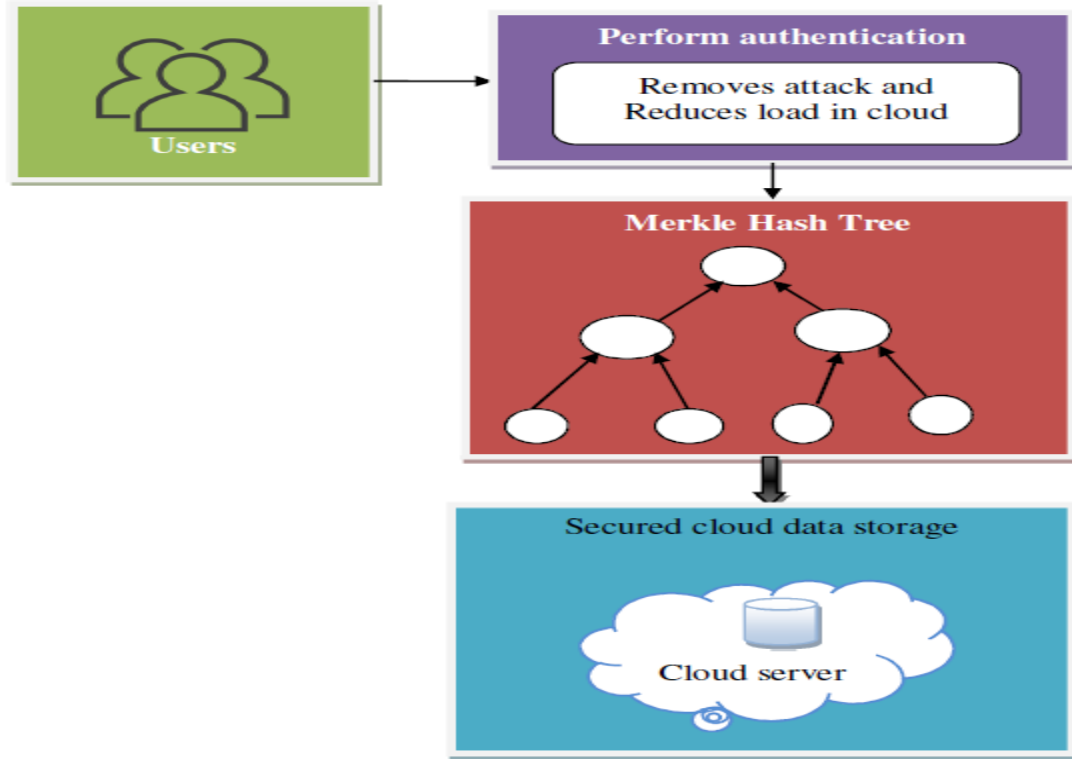 Users
Perform authentication
Removes attack and
Reduces load in cloud
Merkle Hash Tree
Secured cloud data storage
Cloud server